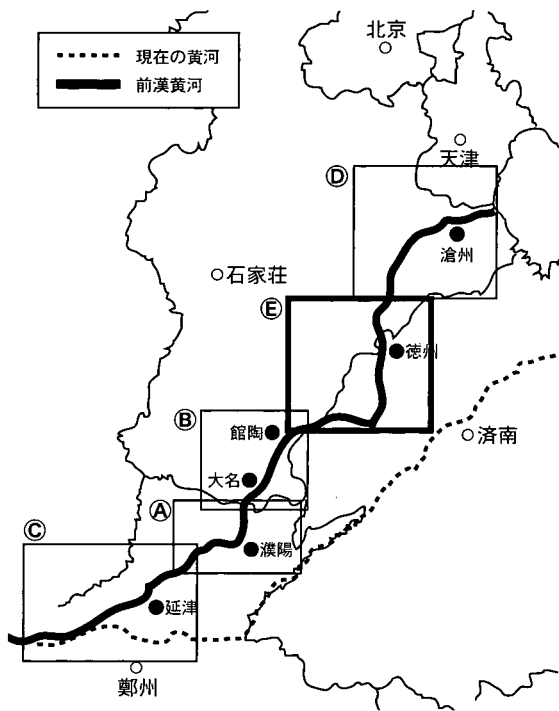 現在の黄河
前漢黄河
北京
天津
Ⓓ
滄州
石家荘
Ⓔ
徳州
Ⓑ
館陶
済南
大名
Ⓐ
濮陽
Ⓒ
延津
鄭州